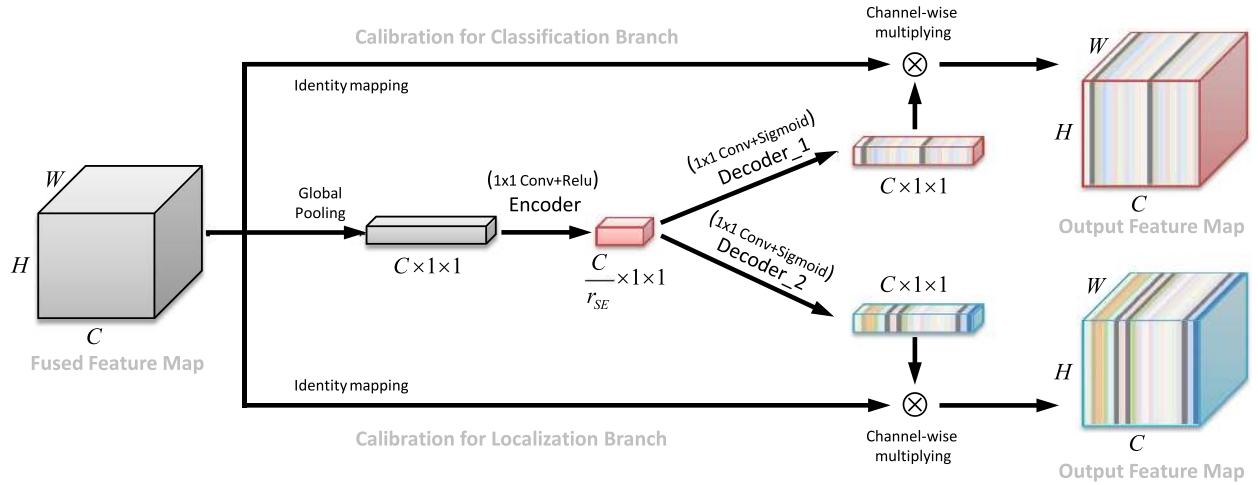 Calibration for Classification Branch
Channel-wise
multiplying
Identity mapping
W
H
C
Output Feature Map
(1x1 Conv+Sigmoid)
Decoder_1
C×1×1
W
H
C
Fused Feature Map
Global
Pooling
C×1×1
(1x1 Conv+Relu)
Encoder
C
r_SE
×1×1
(1x1 Conv+Sigmoid)
Decoder_2
C×1×1
Identity mapping
Channel-wise
multiplying
Calibration for Localization Branch
W
H
C
Output Feature Map